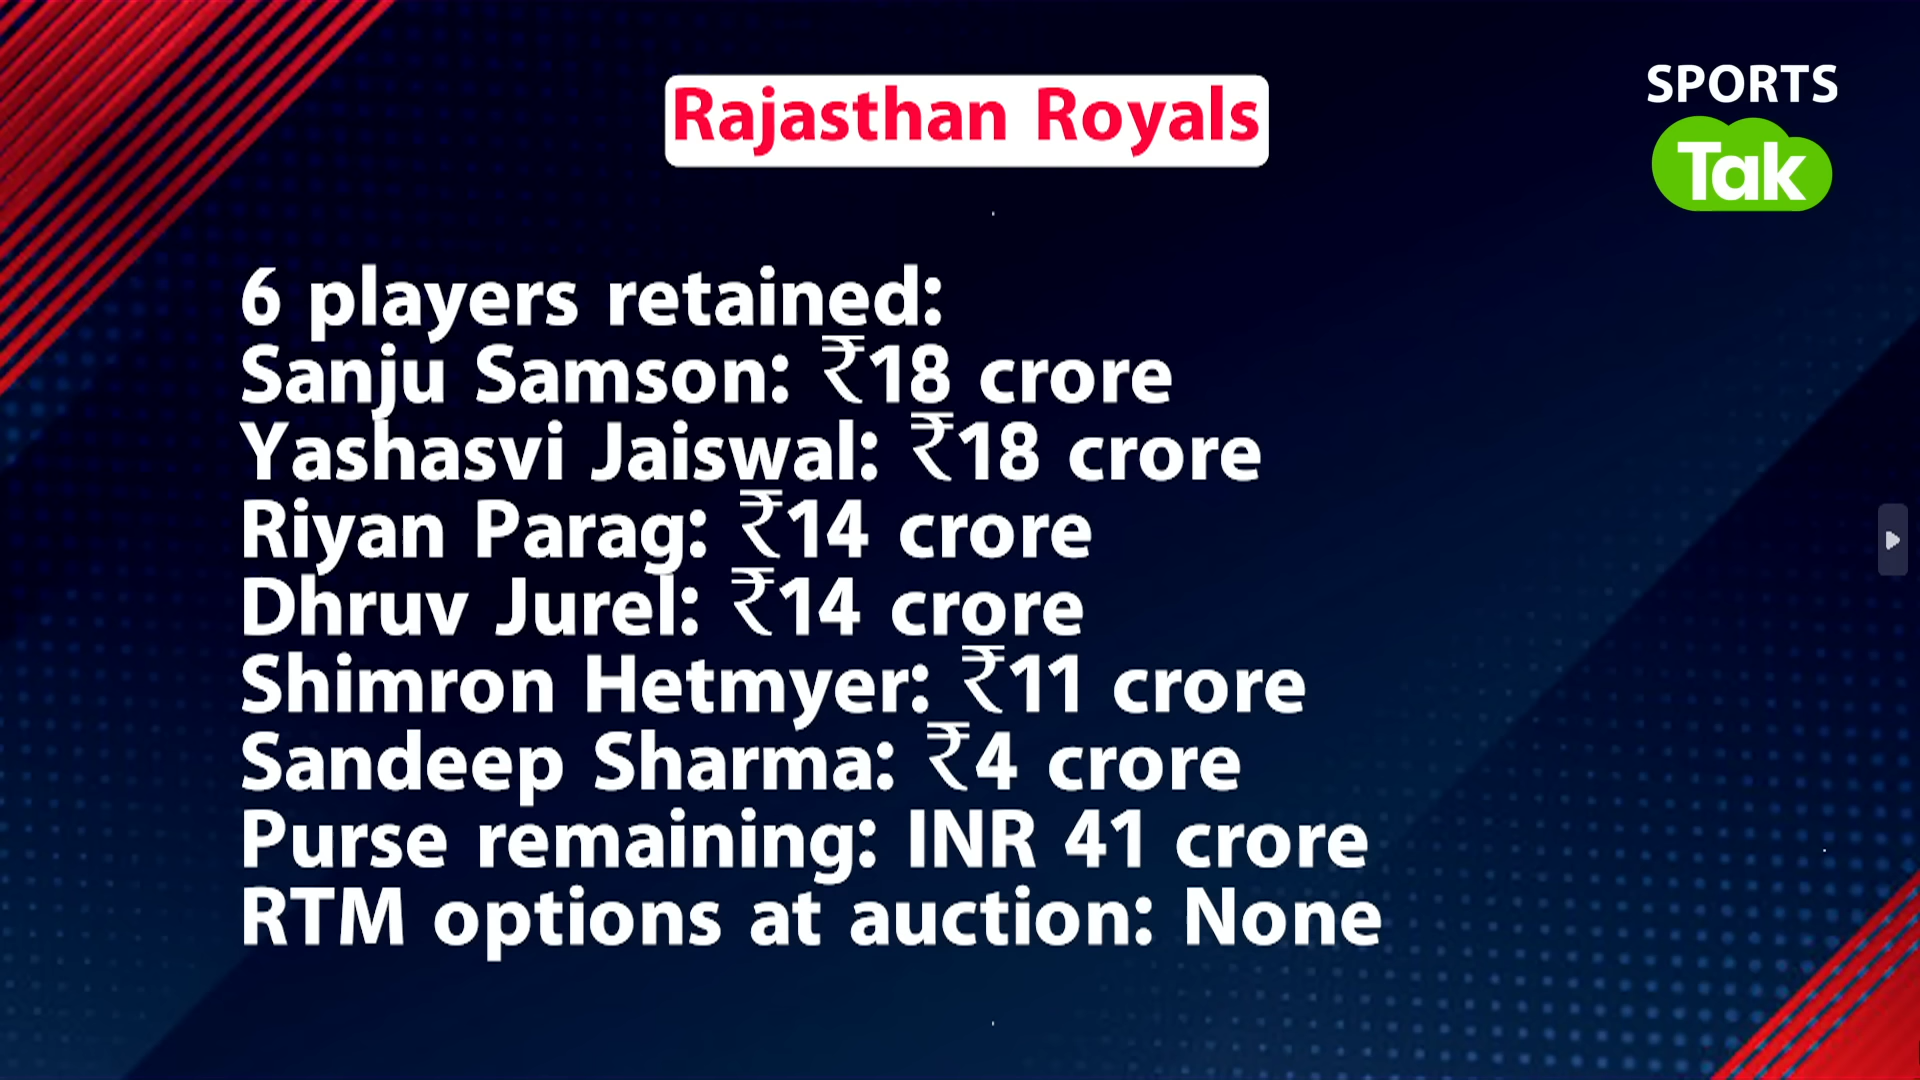 Rajasthan Royals
SPORTS
Tak
6 players retained:
Sanju Samson: ₹18 crore
Yashasvi Jaiswal: ₹18 crore
Riyan Parag: ₹14 crore
Dhruv Jurel: ₹14 crore
Shimron Hetmyer: ₹11 crore
Sandeep Sharma: ₹4 crore
Purse remaining: INR 41 crore
RTM options at auction: None